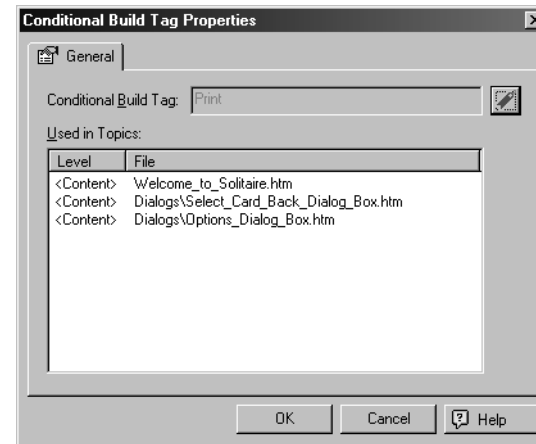 Conditional Build Tag Properties
General
Conditional Build Tag: Print
Used in Topics:
Level File
<Content> Welcome_to_Solitaire.htm
<Content> Dialogs\Select_Card_Back_Dialog_Box.htm
<Content> Dialogs\Options_Dialog_Box.htm
OK Cancel Help